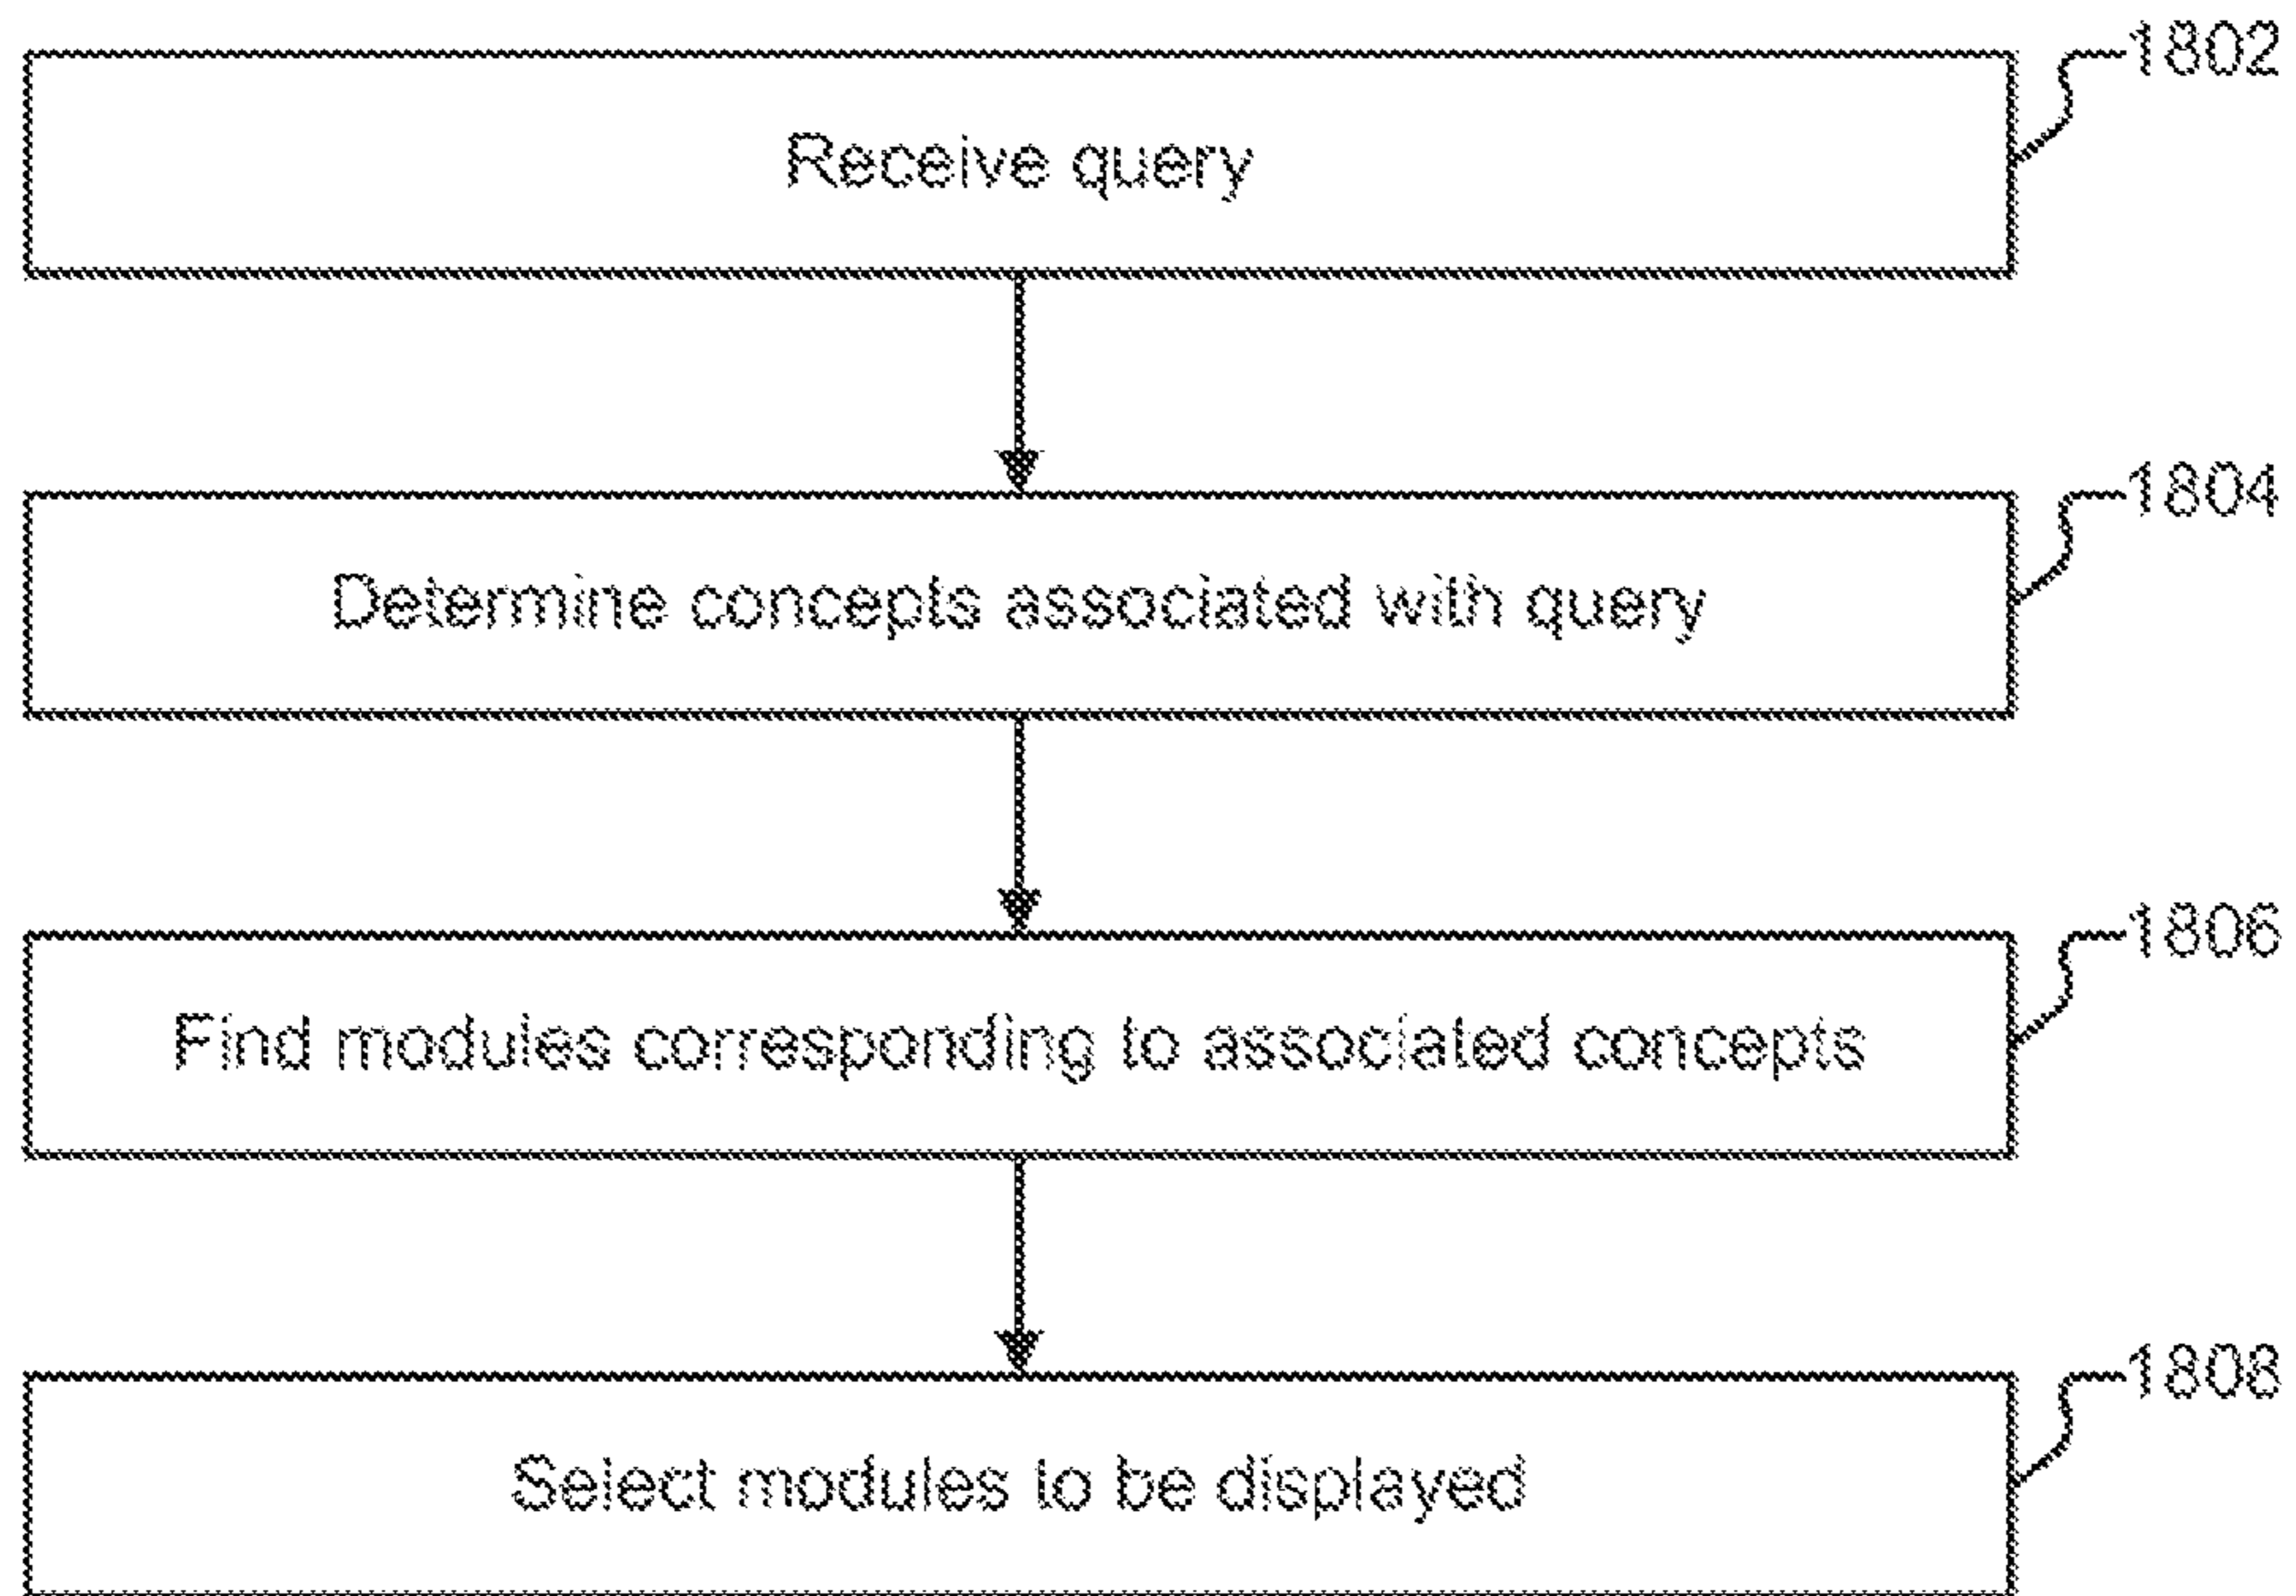 1802
Receive query
1804
Determine concepts associated with query
1806
Find modules corresponding to associated concepts
1808
Select modules to be displayed